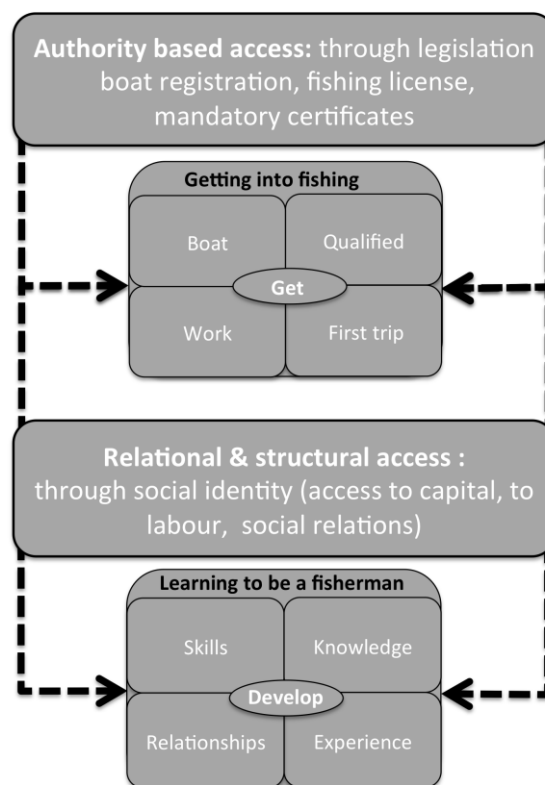 Authority based access: through legislation
boat registration, fishing license,
mandatory certificates
Getting into fishing
Boat
Qualified
Get
Work
First trip
Relational & structural access :
through social identity (access to capital, to
labour, social relations)
Learning to be a fisherman
Skills
Knowledge
Develop
Relationships
Experience